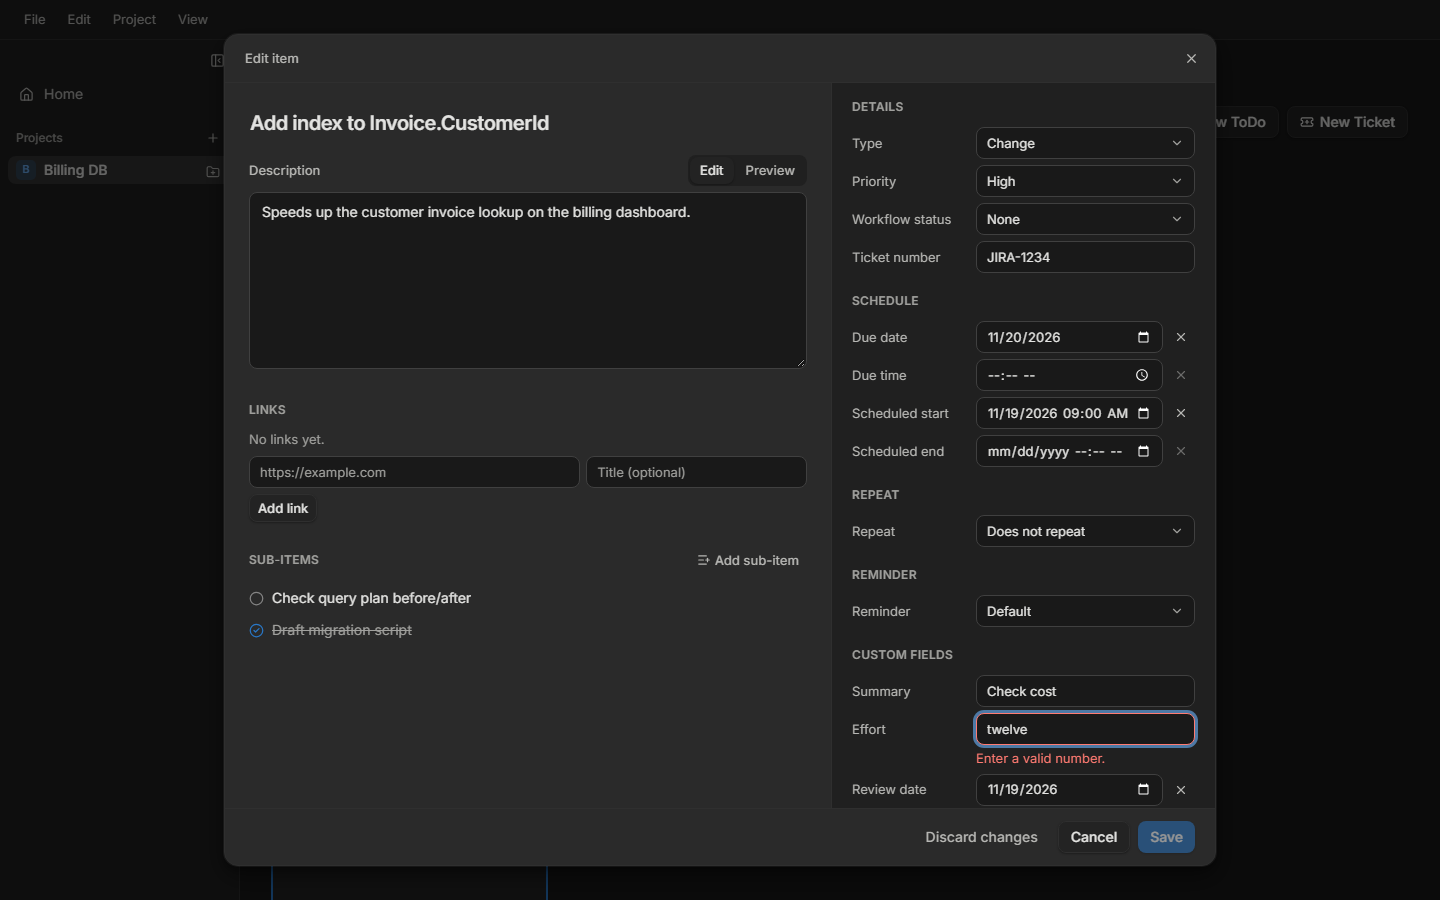 File Edit Project View
Home
Projects
B Billing DB
w ToDo
New Ticket
Edit item
Add index to Invoice.CustomerId
Description
Edit Preview
Speeds up the customer invoice lookup on the billing dashboard.
LINKS
No links yet.
https://example.com Title (optional)
Add link
SUB-ITEMS
Add sub-item
Check query plan before/after
Draft migration script
DETAILS
Type Change
Priority High
Workflow status None
Ticket number JIRA-1234
SCHEDULE
Due date 11/20/2026
Due time --:-- --
Scheduled start 11/19/2026 09:00 AM
Scheduled end mm/dd/yyyy --:-- --
REPEAT
Repeat Does not repeat
REMINDER
Reminder Default
CUSTOM FIELDS
Summary Check cost
Effort twelve
Enter a valid number.
Review date 11/19/2026
Discard changes Cancel Save